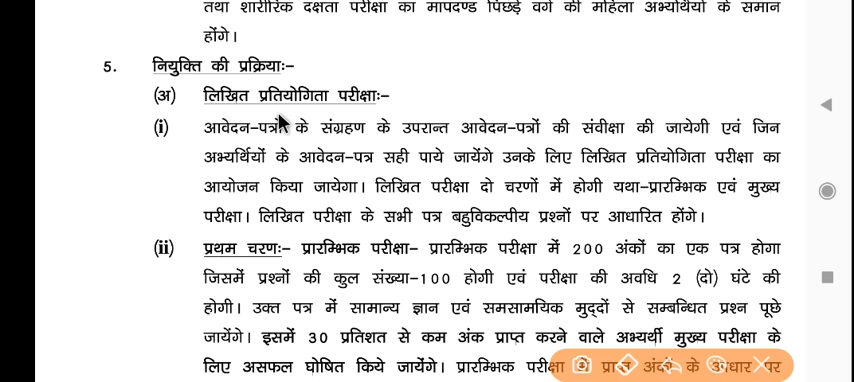 तथा शारीरिक दक्षता परीक्षा का मापदण्ड पिछड़े वर्ग की महिला अभ्यर्थियों के समान
होंगे।
5. नियुक्ति की प्रक्रियाः–
(अ) लिखित प्रतियोगिता परीक्षाः–
(i) आवेदन–पत्रों के संग्रहण के उपरान्त आवेदन–पत्रों की संवीक्षा की जायेगी एवं जिन
अभ्यर्थियों के आवेदन–पत्र सही पाये जायेंगे उनके लिए लिखित प्रतियोगिता परीक्षा का
आयोजन किया जायेगा। लिखित परीक्षा दो चरणों में होगी यथा–प्रारम्भिक एवं मुख्य
परीक्षा। लिखित परीक्षा के सभी पत्र बहुविकल्पीय प्रश्नों पर आधारित होंगे।
(ii) प्रथम चरणः– प्रारम्भिक परीक्षा– प्रारम्भिक परीक्षा में 200 अंकों का एक पत्र होगा
जिसमें प्रश्नों की कुल संख्या–100 होगी एवं परीक्षा की अवधि 2 (दो) घंटे की
होगी। उक्त पत्र में सामान्य ज्ञान एवं समसामयिक मुद्दों से सम्बन्धित प्रश्न पूछे
जायेंगे। इसमें 30 प्रतिशत से कम अंक प्राप्त करने वाले अभ्यर्थी मुख्य परीक्षा के
लिए असफल घोषित किये जायेंगे। प्रारम्भिक परीक्षा में प्राप्त अंकों के आधार पर